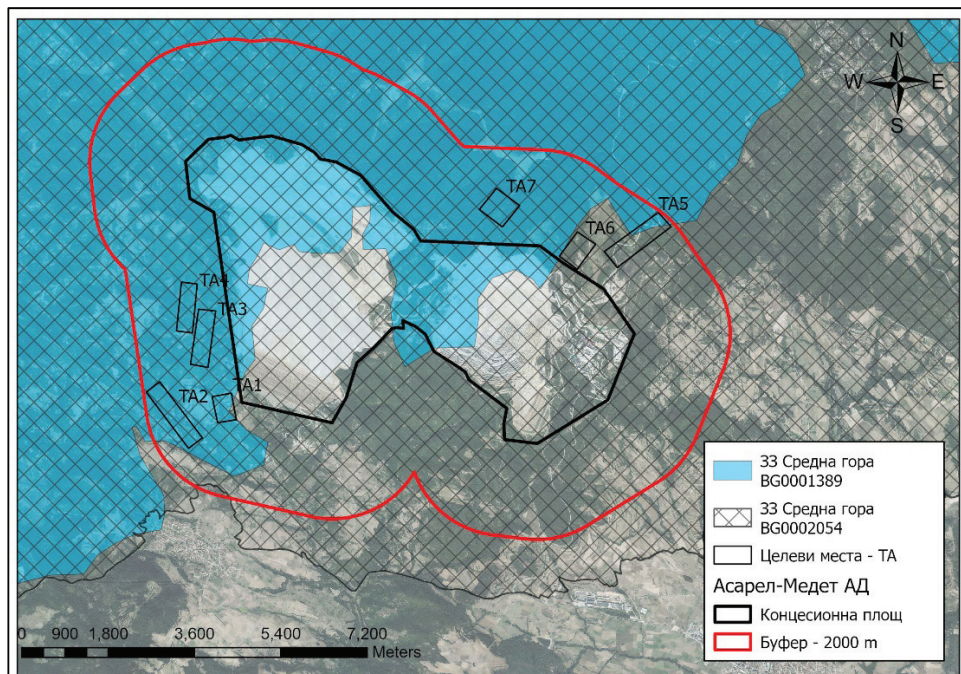 N
W E
S
TA7
TA5
TA6
TA4
TA3
TA2
TA1
ЗЗ Средна гора
BG0001389
ЗЗ Средна гора
BG0002054
Целеви места - ТА
Асарел-Медет АД
Концесионна площ
Буфер - 2000 m
0 900 1,800 3,600 5,400 7,200
Meters